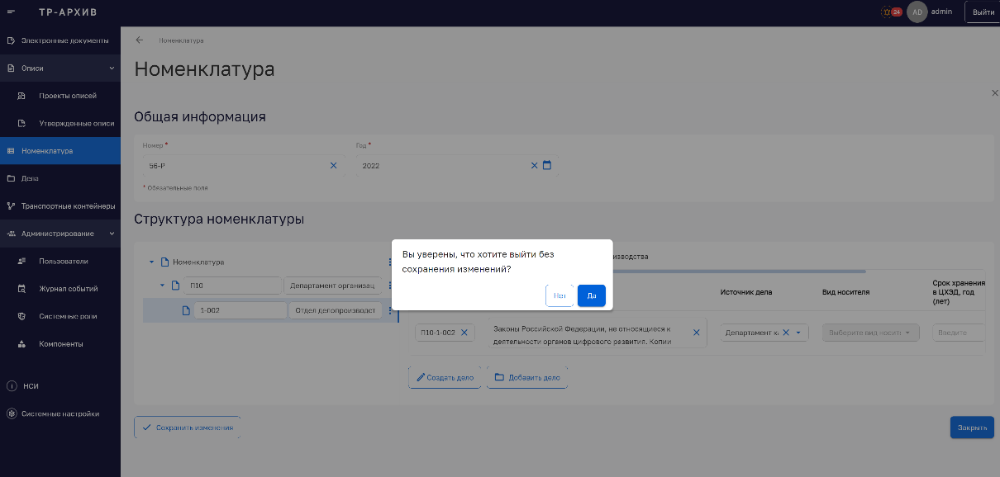 ТР-АРХИВ
24
AD
admin
Выйти
Электронные документы
Описи
Проекты описей
Утвержденные описи
Номенклатура
Дела
Транспортные контейнеры
Администрирование
Пользователи
Журнал событий
Системные роли
Компоненты
НСИ
Системные настройки
Номенклатура
Номенклатура
Общая информация
Номер *
Год *
56-Р
2022
* Обязательные поля
Структура номенклатуры
Номенклатура
П10
Департамент организац
1-002
Отдел делопроизводст
Вы уверены, что хотите выйти без
сохранения изменений?
Нет
Да
изводства
Источник дела
Вид носителя
Срок хранения
в ЦХЭД, год
(лет)
П10-1-002
Законы Российской Федерации, не относящиеся к
деятельности органов цифрового развития. Копии
Департамент
Выберите вид носит
Введите
Создать дело
Добавить дело
Сохранить изменения
Закрыть